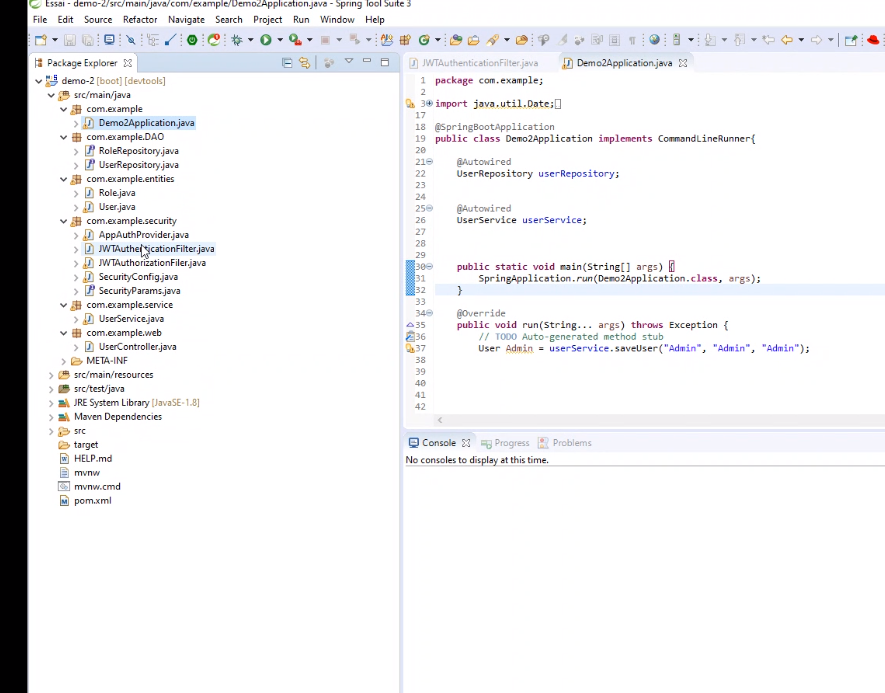 Essai - demo-2/src/main/java/com/example/Demo2Application.java - Spring Tool Suite 3
File Edit Source Refactor Navigate Search Project Run Window Help
Package Explorer
demo-2 [boot] [devtools]
src/main/java
com.example
Demo2Application.java
com.example.DAO
RoleRepository.java
UserRepository.java
com.example.entities
Role.java
User.java
com.example.security
AppAuthProvider.java
JWTAuthenticationFilter.java
JWTAuthorizationFiler.java
SecurityConfig.java
SecurityParams.java
com.example.service
UserService.java
com.example.web
UserController.java
META-INF
src/main/resources
src/test/java
JRE System Library [JavaSE-1.8]
Maven Dependencies
src
target
HELP.md
mvnw
mvnw.cmd
pom.xml
JWTAuthenticationFilter.java Demo2Application.java
1 package com.example;
2
3 import java.util.Date;
17
18 @SpringBootApplication
19 public class Demo2Application implements CommandLineRunner{
20
21 @Autowired
22 UserRepository userRepository;
23
24
25 @Autowired
26 UserService userService;
27
28
29
30 public static void main(String[] args) {
31 SpringApplication.run(Demo2Application.class, args);
32 }
33
34 @Override
35 public void run(String... args) throws Exception {
36 // TODO Auto-generated method stub
37 User Admin = userService.saveUser("Admin", "Admin", "Admin");
38
39
40
41
42
Console Progress Problems
No consoles to display at this time.